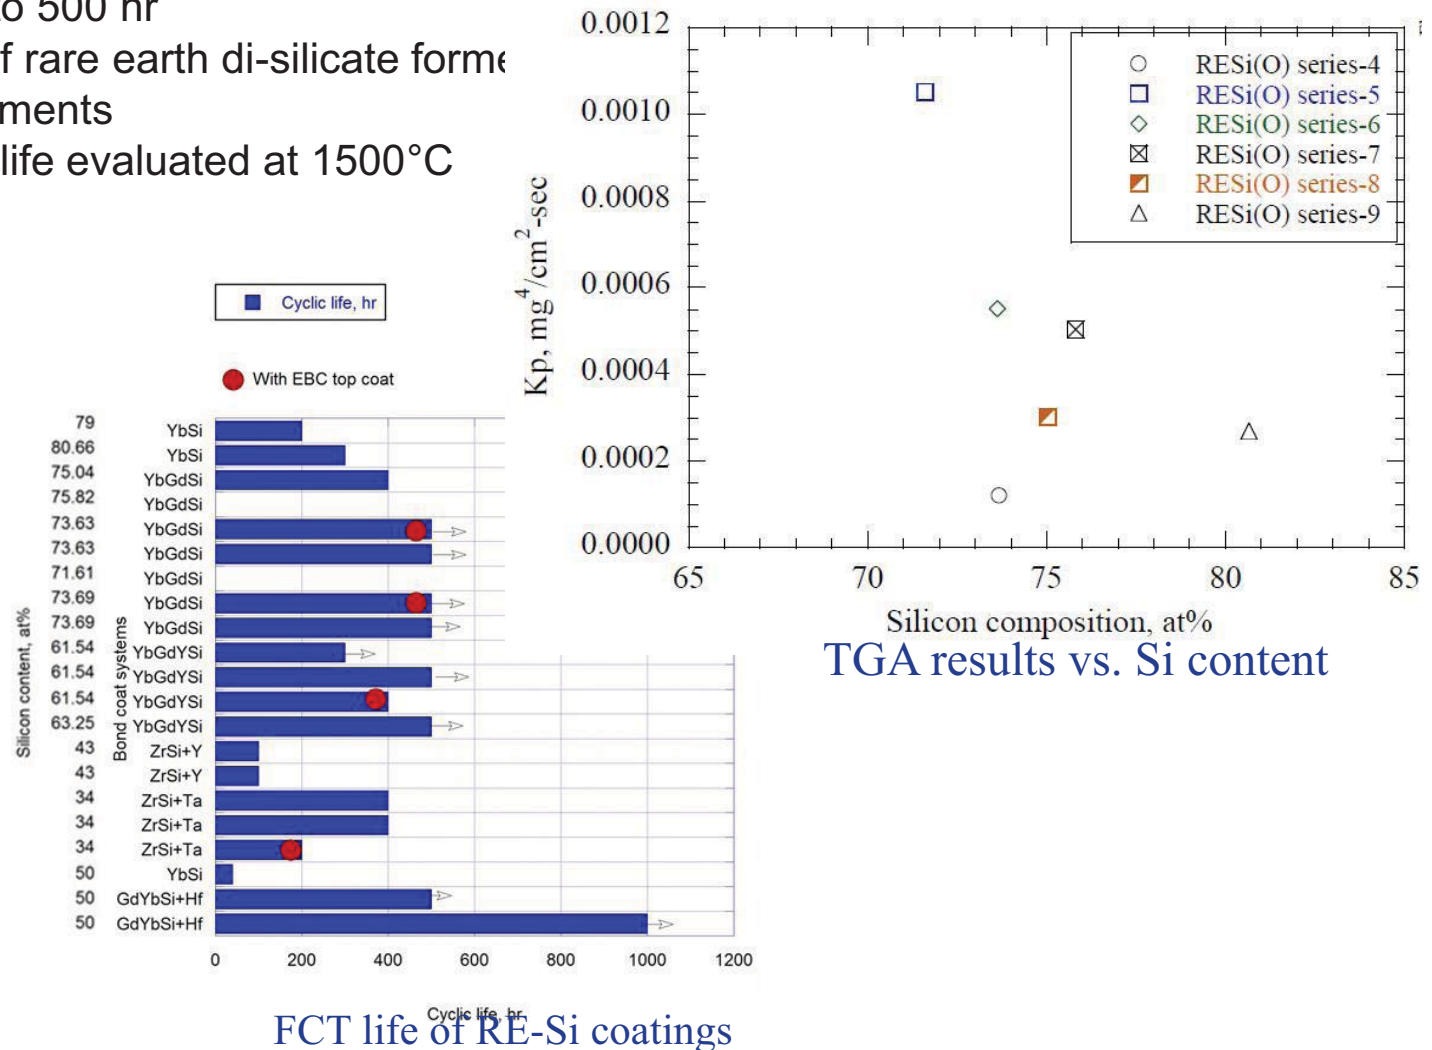 to 500 hr
f rare earth di-silicate forme
ments
life evaluated at 1500°C
0.0012
0.0010
0.0008
0.0006
0.0004
0.0002
0.0000
Kp, mg4/cm2-sec
RESi(O) series-4
RESi(O) series-5
RESi(O) series-6
RESi(O) series-7
RESi(O) series-8
RESi(O) series-9
65 70 75 80 85
Silicon composition, at%
TGA results vs. Si content
Cyclic life, hr
With EBC top coat
Silicon content, at%
Bond coat systems
79 YbSi
80.66 YbSi
75.04 YbGdSi
75.82 YbGdSi
73.63 YbGdSi
73.63 YbGdSi
71.61 YbGdSi
73.69 YbGdSi
73.69 YbGdSi
61.54 YbGdYSi
61.54 YbGdYSi
61.54 YbGdYSi
63.25 YbGdYSi
43 ZrSi+Y
43 ZrSi+Y
34 ZrSi+Ta
34 ZrSi+Ta
34 ZrSi+Ta
50 YbSi
50 GdYbSi+Hf
50 GdYbSi+Hf
0 200 400 600 800 1000 1200
Cyclic life, hr
FCT life of RE-Si coatings